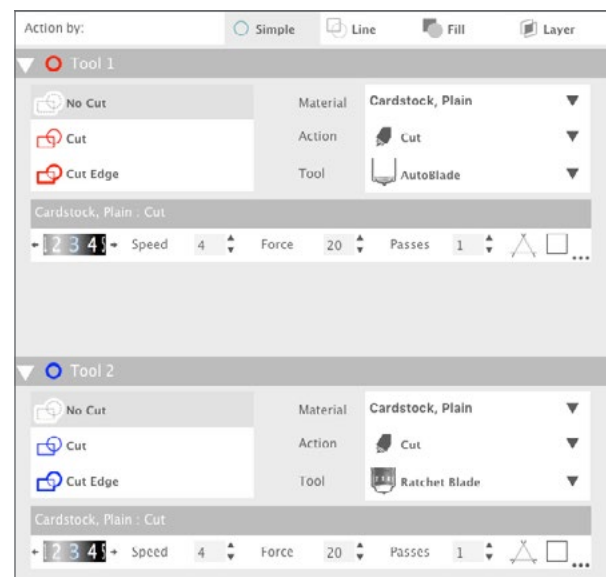 Action by: Simple Line Fill Layer
Tool 1
No Cut Material Cardstock, Plain
Cut Action Cut
Cut Edge Tool AutoBlade
Cardstock, Plain : Cut
1 2 3 4 5 Speed 4 Force 20 Passes 1 ...
Tool 2
No Cut Material Cardstock, Plain
Cut Action Cut
Cut Edge Tool Ratchet Blade
Cardstock, Plain : Cut
1 2 3 4 5 Speed 4 Force 20 Passes 1 ...